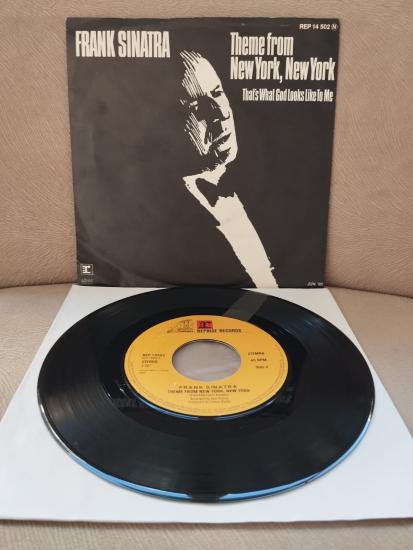 REP 14 502 N
FRANK SINATRA
Theme from
New York, New York
That's What God Looks Like To Me
REPRISE RECORDS
STEMRA
STEREO
45 RPM
Side A
FRANK SINATRA
THEME FROM NEW YORK, NEW YORK